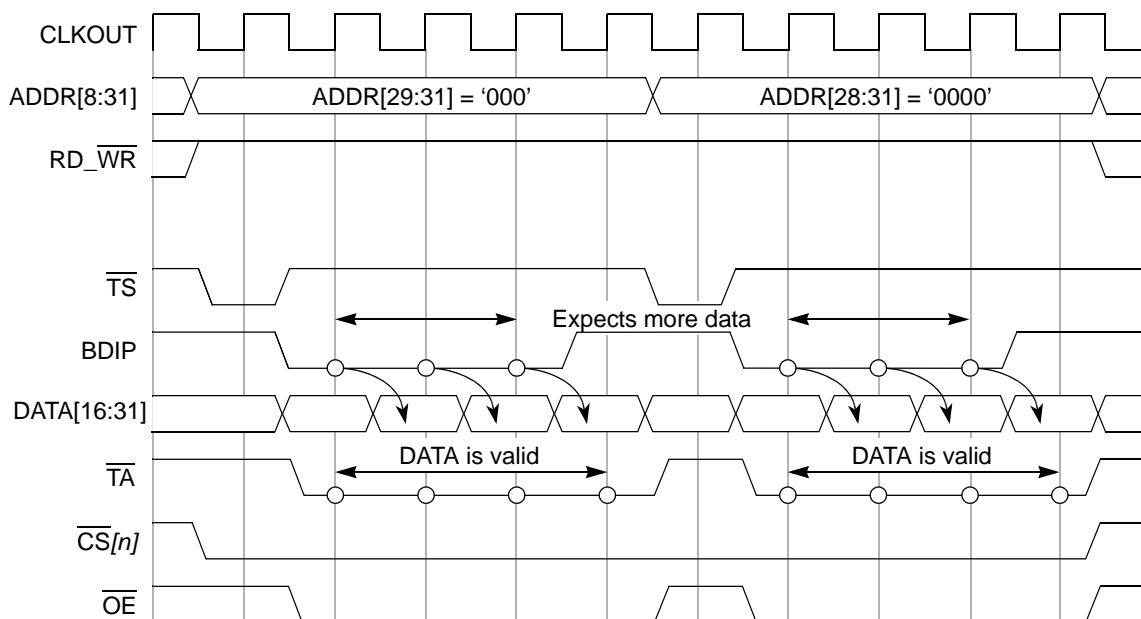 CLKOUT
ADDR[8:31]
ADDR[29:31] = ‘000’
ADDR[28:31] = ‘0000’
RD_WR
TS
Expects more data
BDIP
DATA[16:31]
DATA is valid
DATA is valid
TA
CS[n]
OE